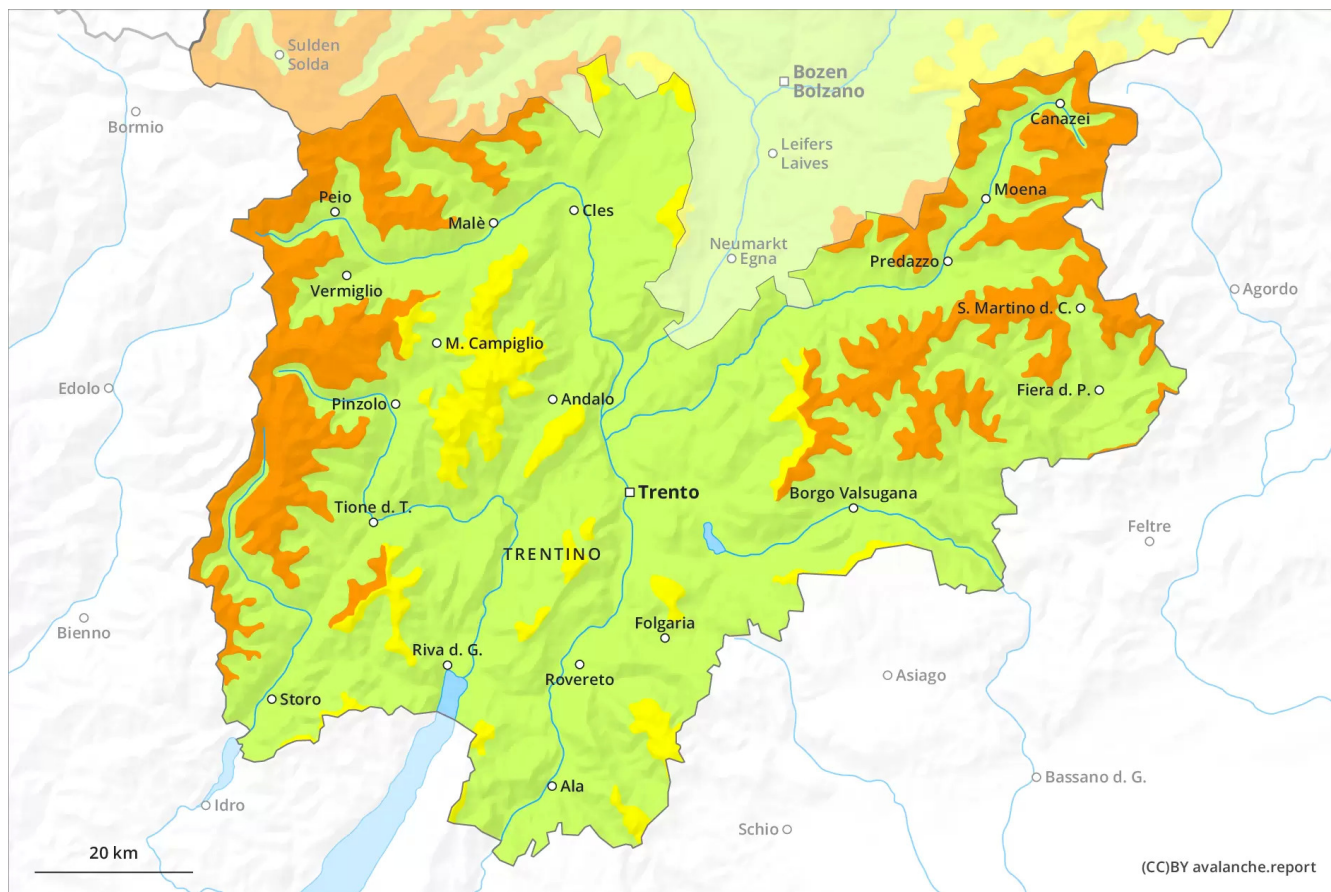 Sulden
Solda
Bozen
Bolzano
Bormio
Canazei
Leifers
Laives
Peio
Moena
Malè
Cles
Neumarkt
Egna
Predazzo
Vermiglio
Agordo
S. Martino d. C.
M. Campiglio
Edolo
Pinzolo
Andalo
Fiera d. P.
Trento
Borgo Valsugana
Tione d. T.
Feltre
TRENTINO
Bienno
Folgaria
Riva d. G.
Rovereto
Asiago
Storo
Bassano d. G.
Ala
Idro
Schio
20 km
(CC)BY avalanche.report